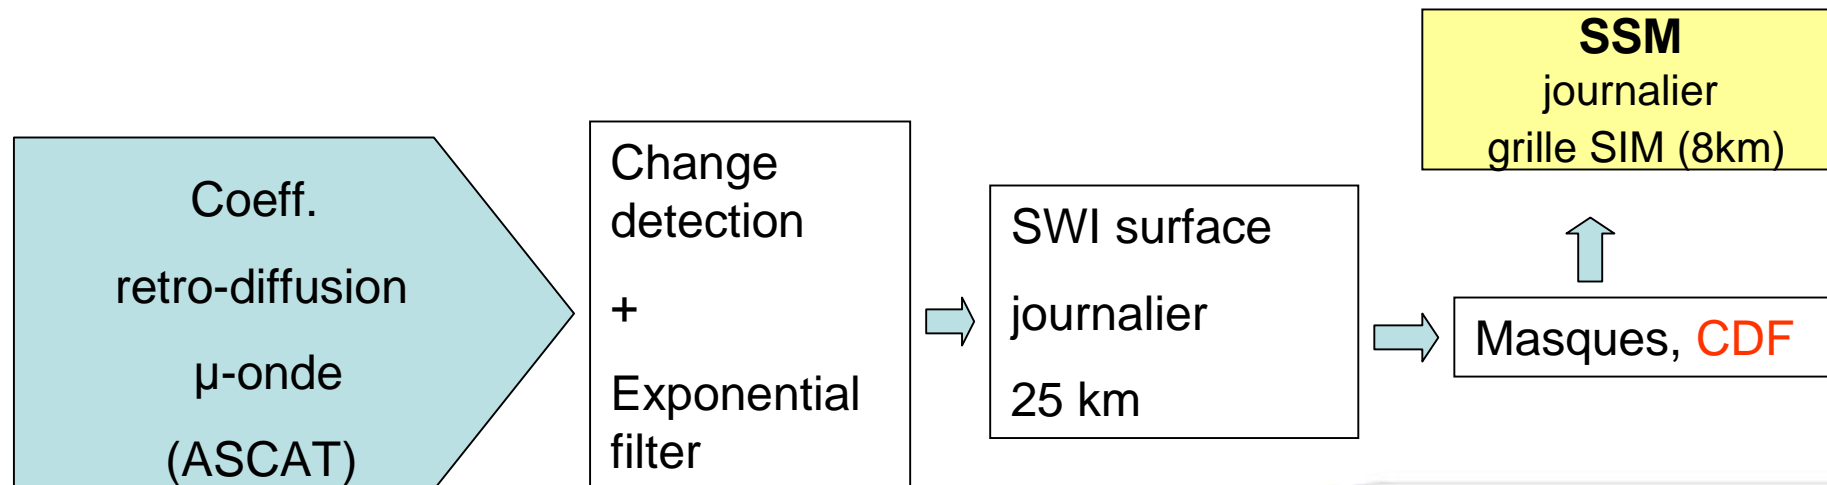 Coeff.
retro-diffusion
µ-onde
(ASCAT)
Change
detection
+
Exponential
filter
SWI surface
journalier
25 km
Masques, CDF
SSM
journalier
grille SIM (8km)